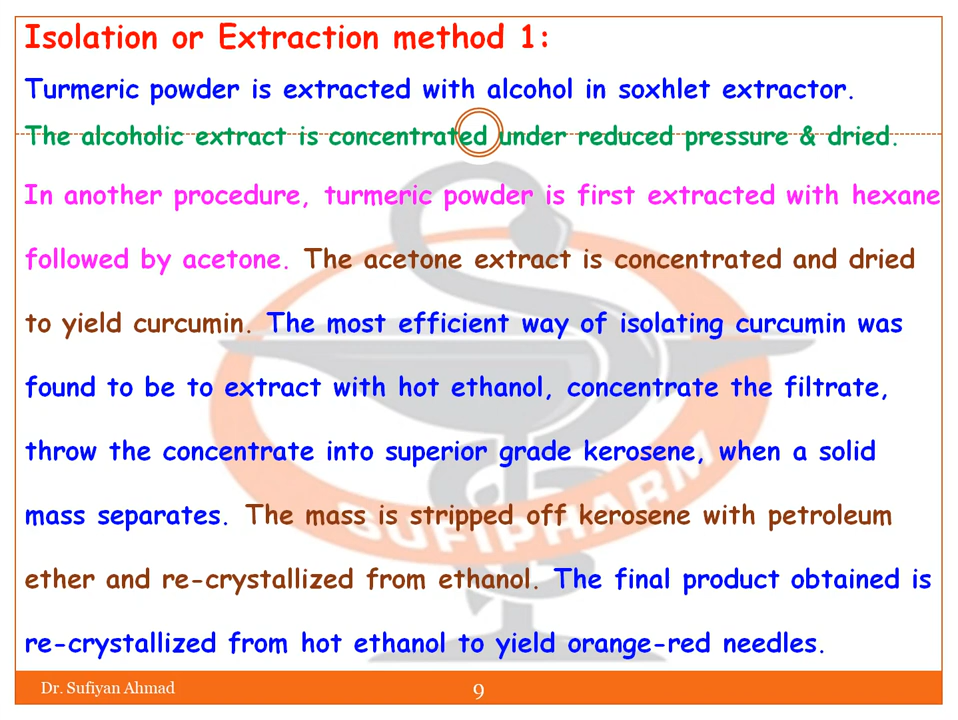 Isolation or Extraction method 1:
Turmeric powder is extracted with alcohol in soxhlet extractor.
The alcoholic extract is concentrated under reduced pressure & dried.
In another procedure, turmeric powder is first extracted with hexane
followed by acetone. The acetone extract is concentrated and dried
to yield curcumin. The most efficient way of isolating curcumin was
found to be to extract with hot ethanol, concentrate the filtrate,
throw the concentrate into superior grade kerosene, when a solid
mass separates. The mass is stripped off kerosene with petroleum
ether and re-crystallized from ethanol. The final product obtained is
re-crystallized from hot ethanol to yield orange-red needles.
SUFIPHARM
Dr. Sufiyan Ahmad
9